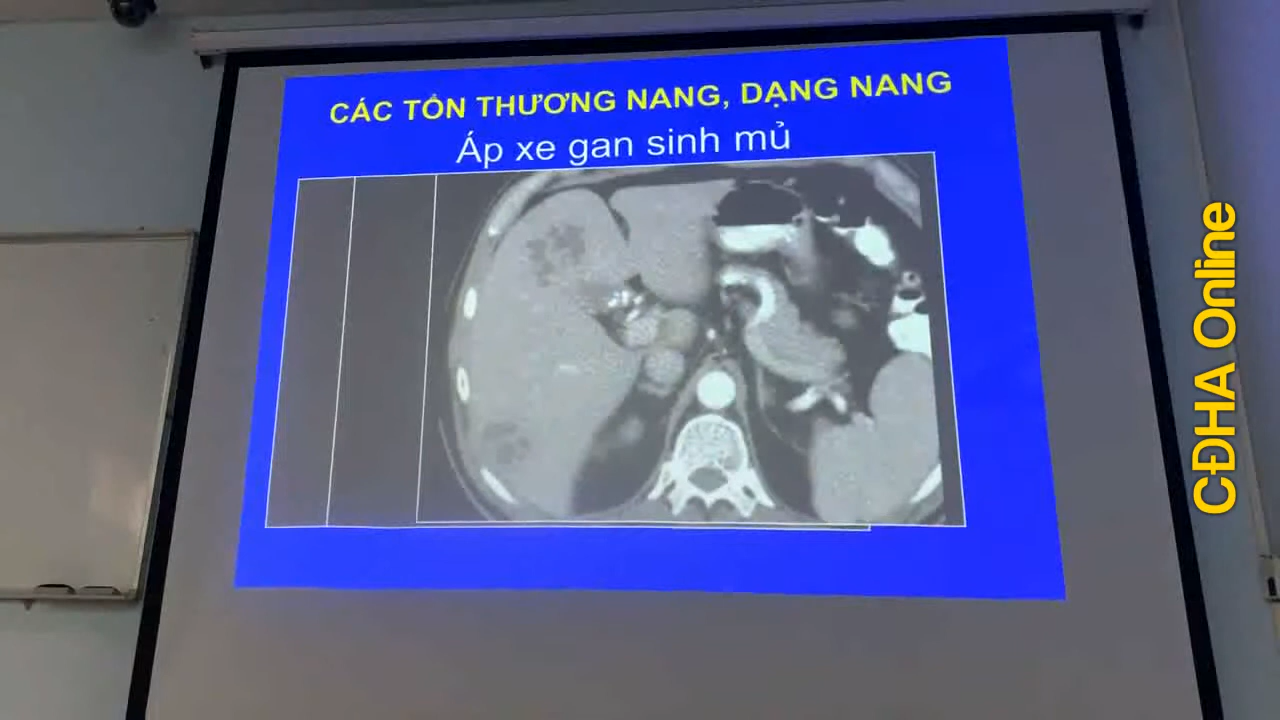 CÁC TỔN THƯƠNG NANG, DẠNG NANG
Áp xe gan sinh mủ
CĐHA Online